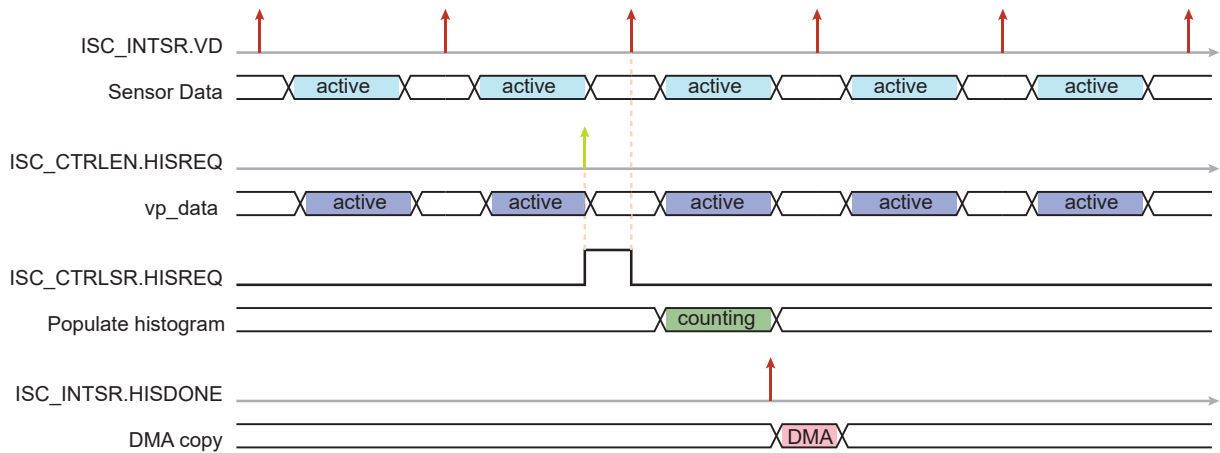 ISC_INTSR.VD
Sensor Data active active active active active
ISC_CTRLEN.HISREQ
vp_data active active active active active
ISC_CTRLSR.HISREQ
Populate histogram counting
ISC_INTSR.HISDONE
DMA copy DMA